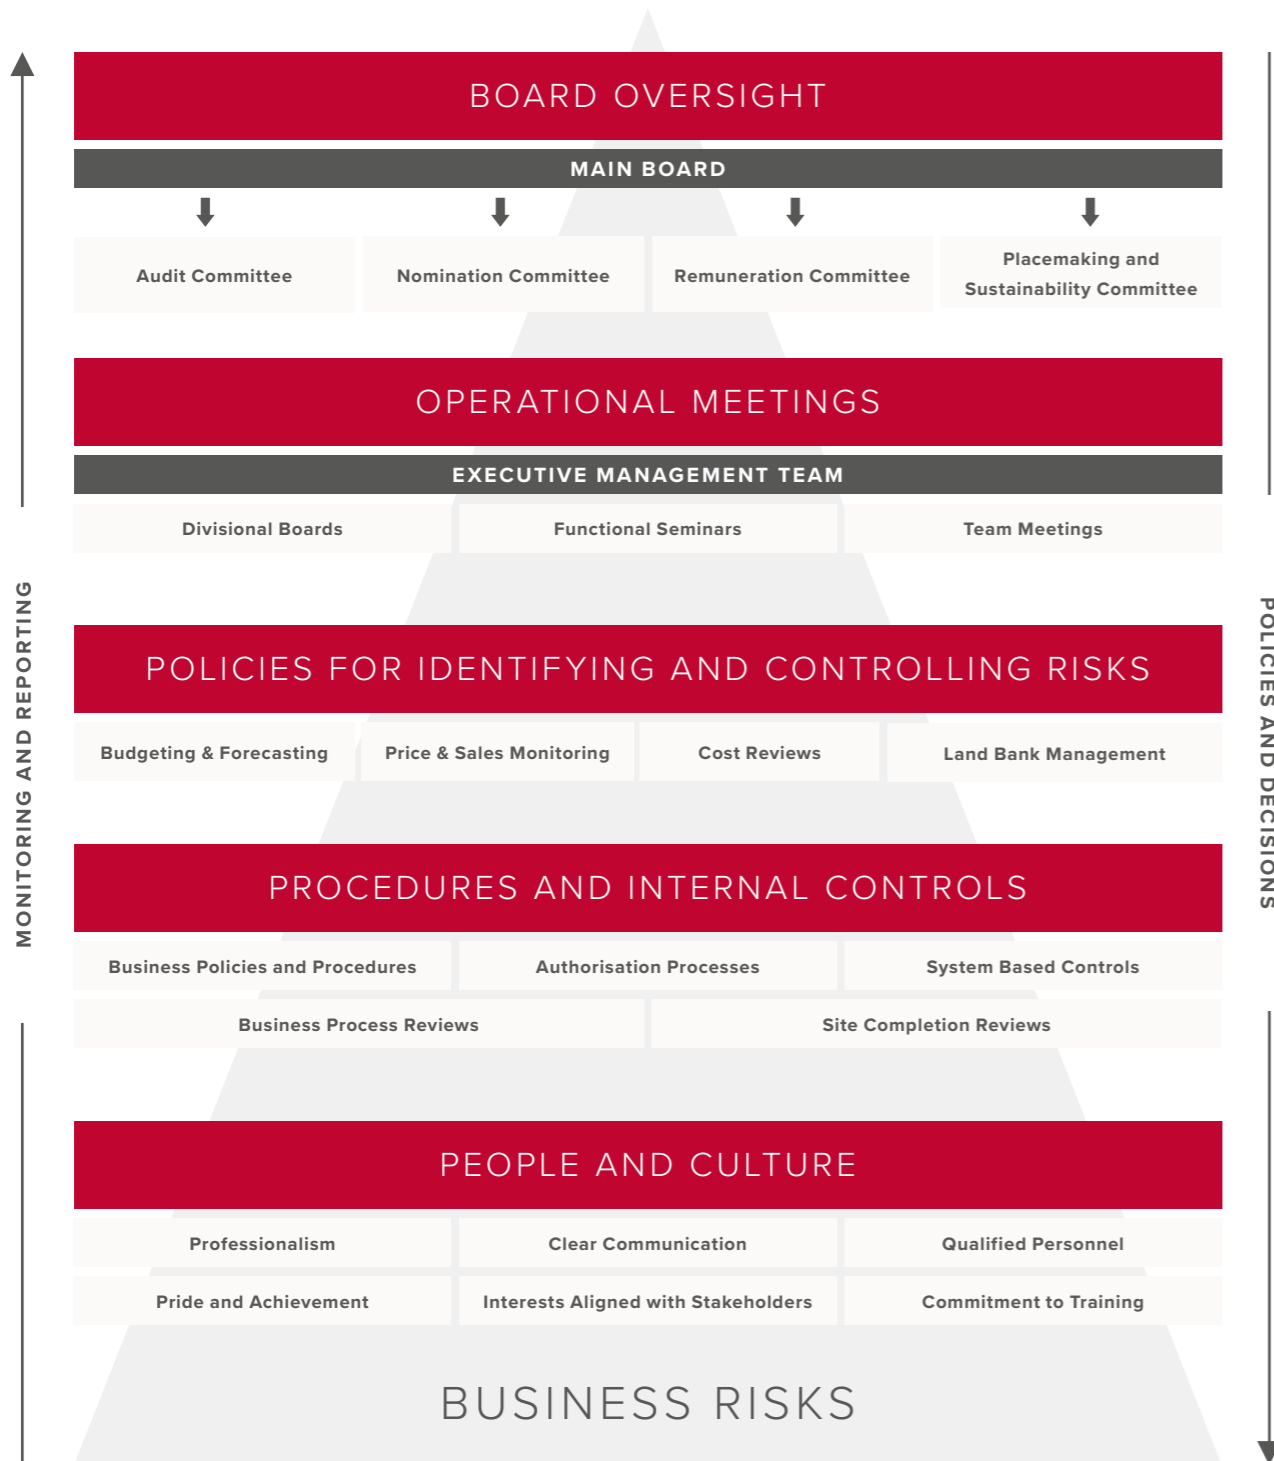 BOARD OVERSIGHT
MAIN BOARD
Audit Committee
Nomination Committee
Remuneration Committee
Placemaking and
Sustainability Committee
OPERATIONAL MEETINGS
EXECUTIVE MANAGEMENT TEAM
Divisional Boards
Functional Seminars
Team Meetings
MONITORING AND REPORTING
POLICIES AND DECISIONS
POLICIES FOR IDENTIFYING AND CONTROLLING RISKS
Budgeting & Forecasting
Price & Sales Monitoring
Cost Reviews
Land Bank Management
PROCEDURES AND INTERNAL CONTROLS
Business Policies and Procedures
Authorisation Processes
System Based Controls
Business Process Reviews
Site Completion Reviews
PEOPLE AND CULTURE
Professionalism
Clear Communication
Qualified Personnel
Pride and Achievement
Interests Aligned with Stakeholders
Commitment to Training
BUSINESS RISKS